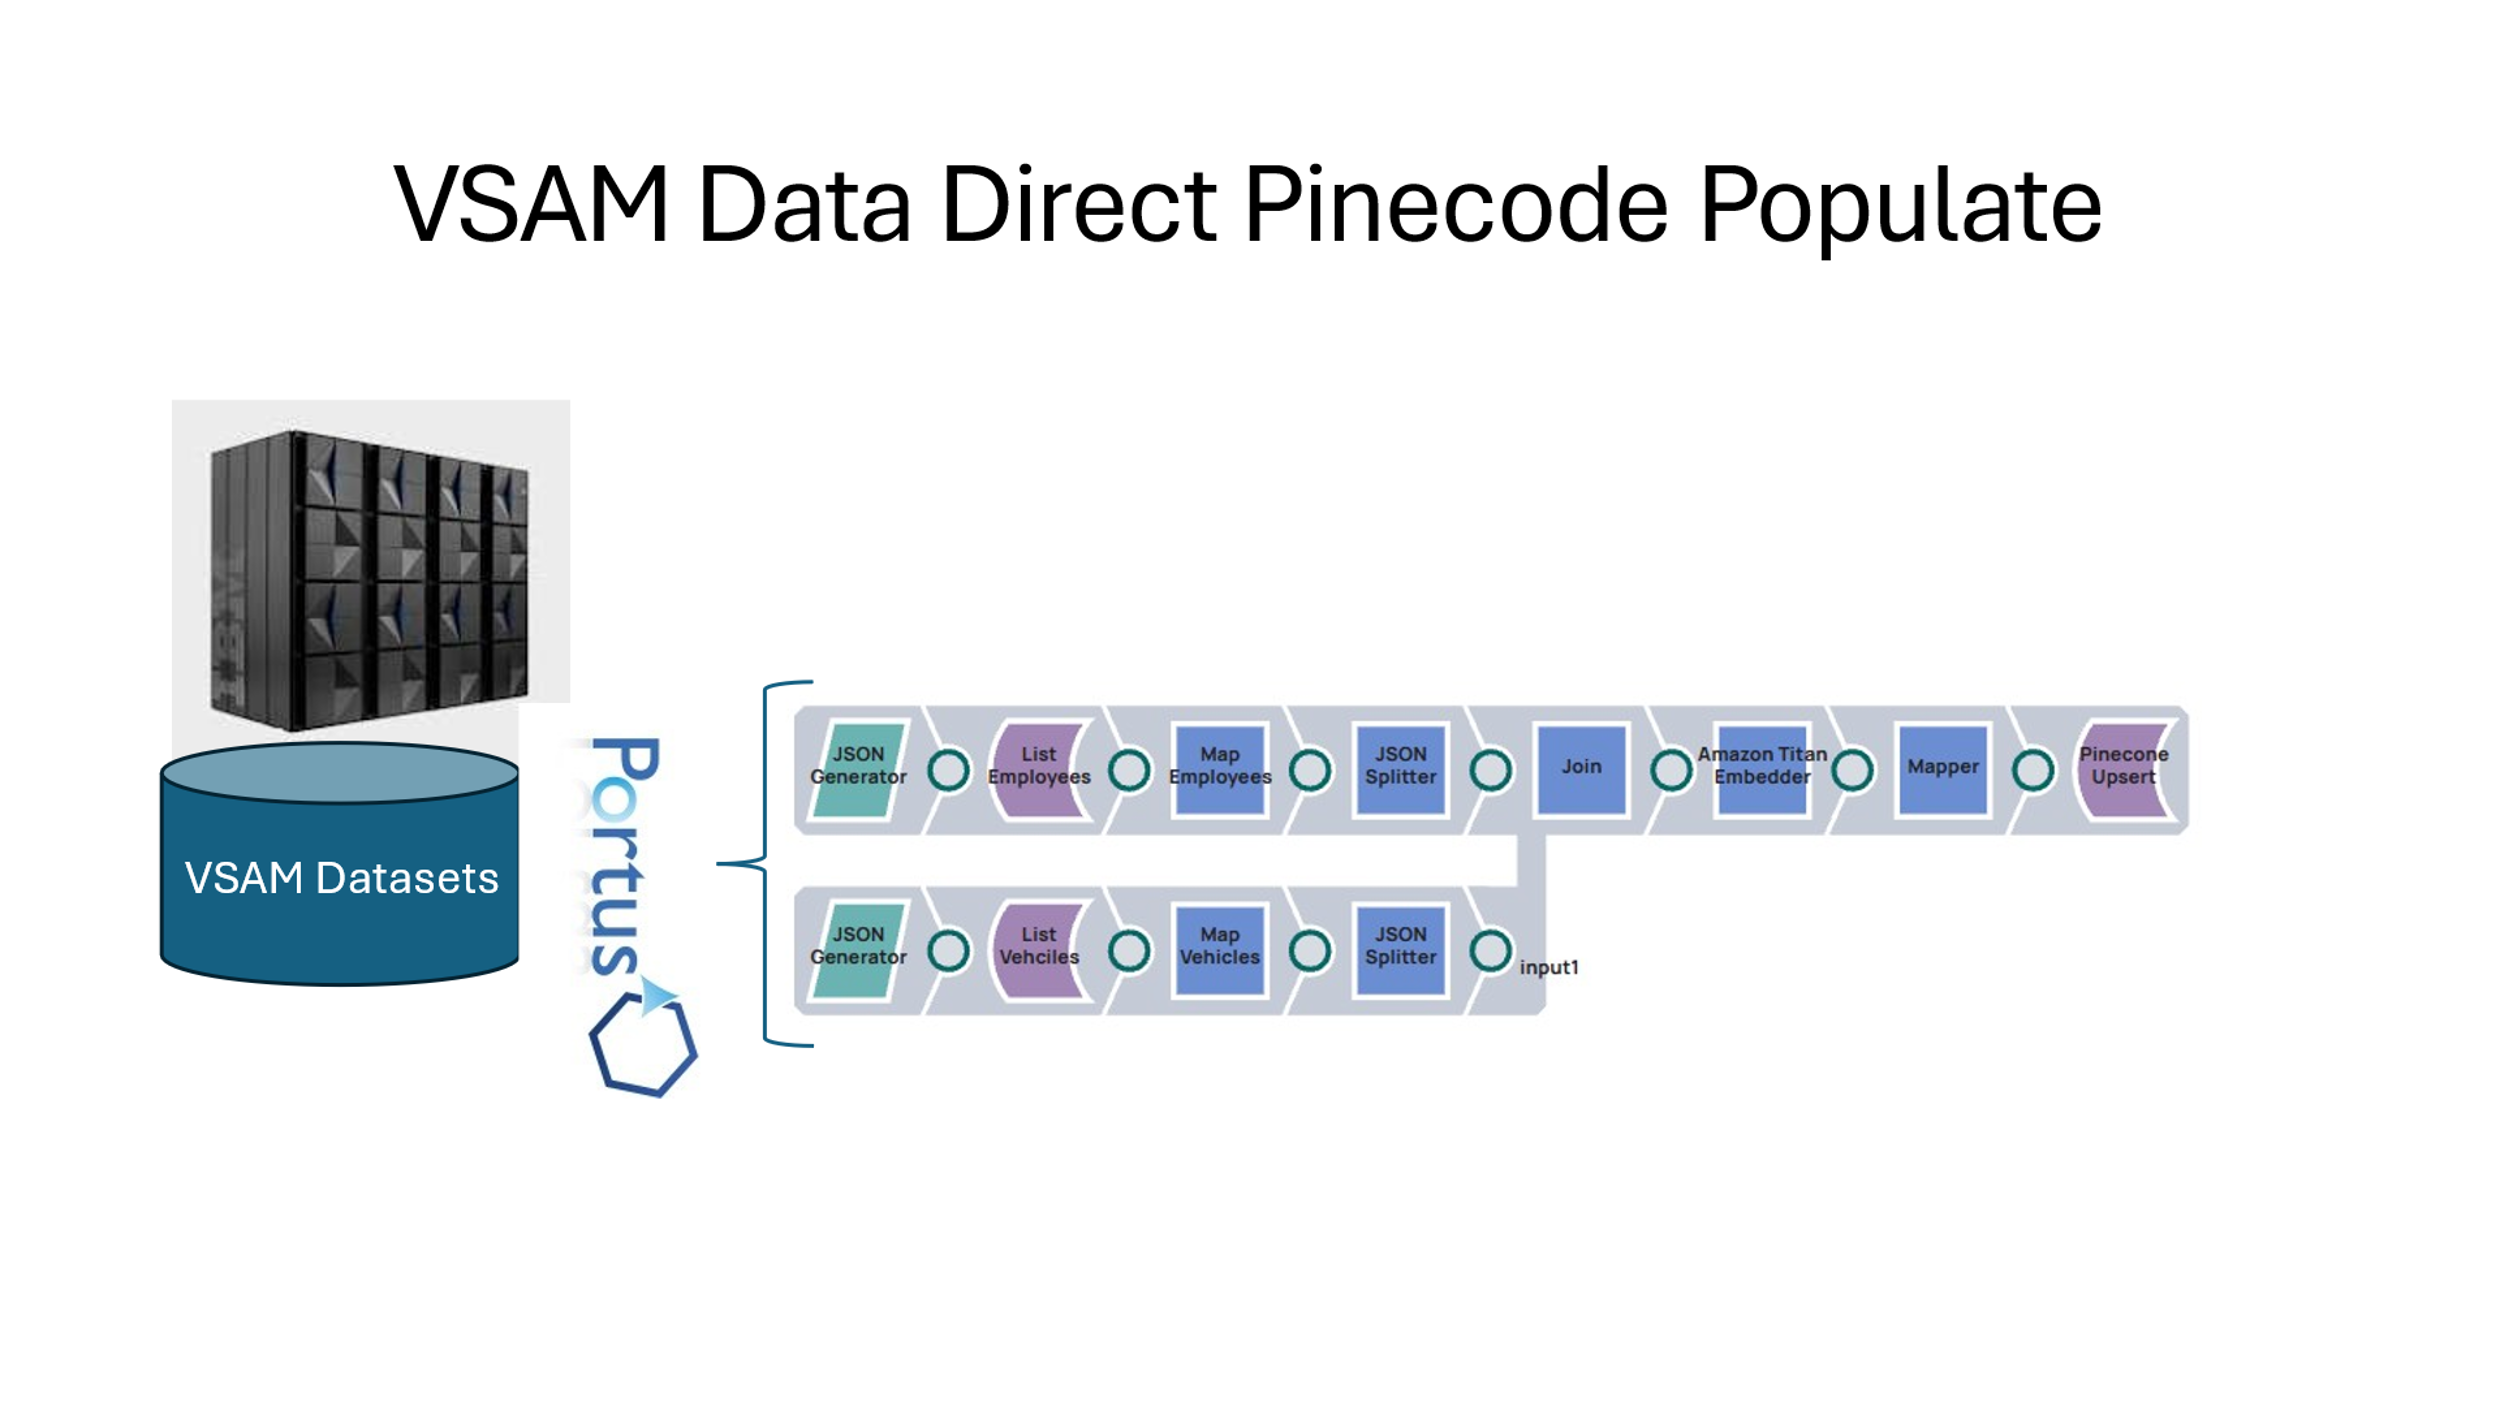 VSAM Data Direct Pinecode Populate
VSAM Datasets
Portus
JSON
Generator
List
Employees
Map
Employees
JSON
Splitter
Join
Amazon Titan
Embedder
Mapper
Pinecone
Upsert
JSON
Generator
List
Vehciles
Map
Vehicles
JSON
Splitter
input1